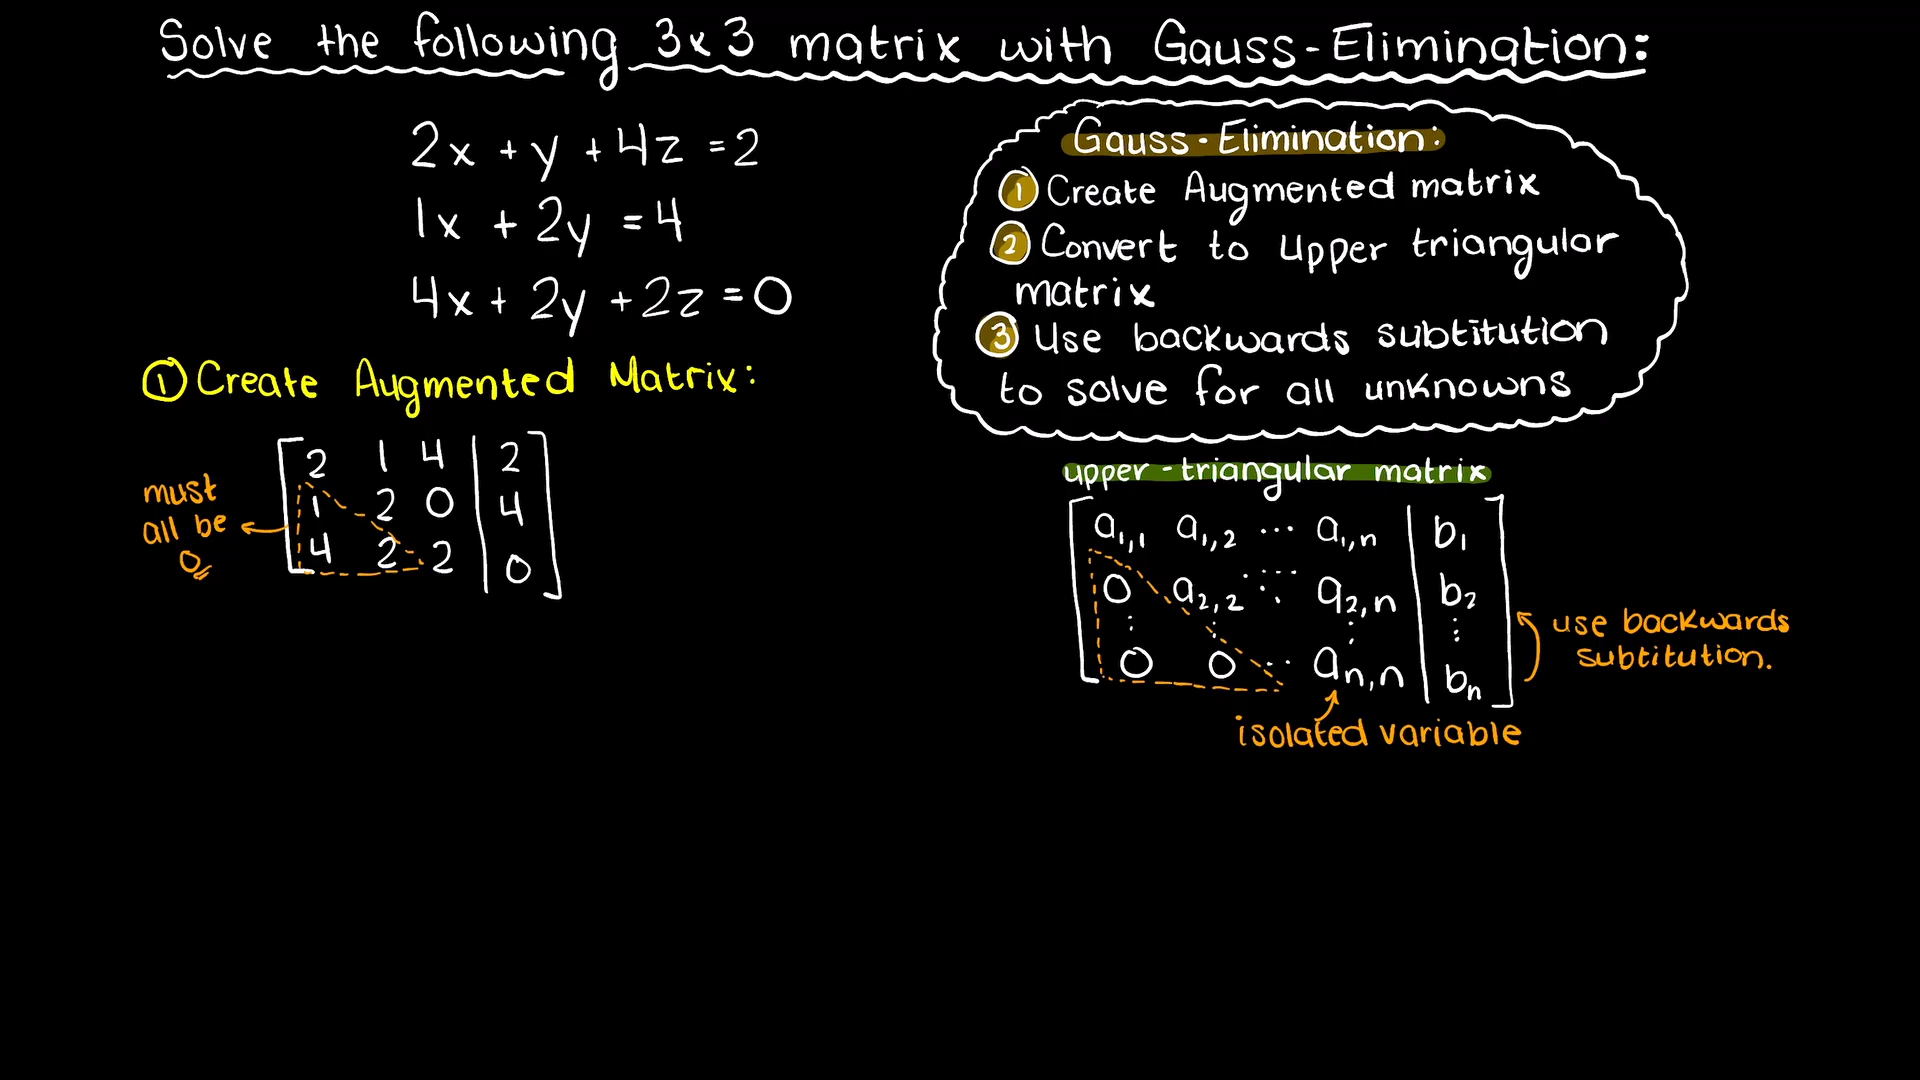 Solve the following 3x3 matrix with Gauss-Elimination:
2x + y + 4z = 2
1x + 2y = 4
4x + 2y + 2z = 0
Gauss-Elimination:
① Create Augmented matrix
② Convert to upper triangular
matrix
③ Use backwards subtitution
to solve for all unknowns
① Create Augmented Matrix:
2 1 4 | 2
1 2 0 | 4
4 2 2 | 0
must
all be
0
upper-triangular matrix
a1,1 a1,2 ... a1,n | b1
0 a2,2 ... a2,n | b2
0 0 ... an,n | bn
use backwards
subtitution.
isolated variable